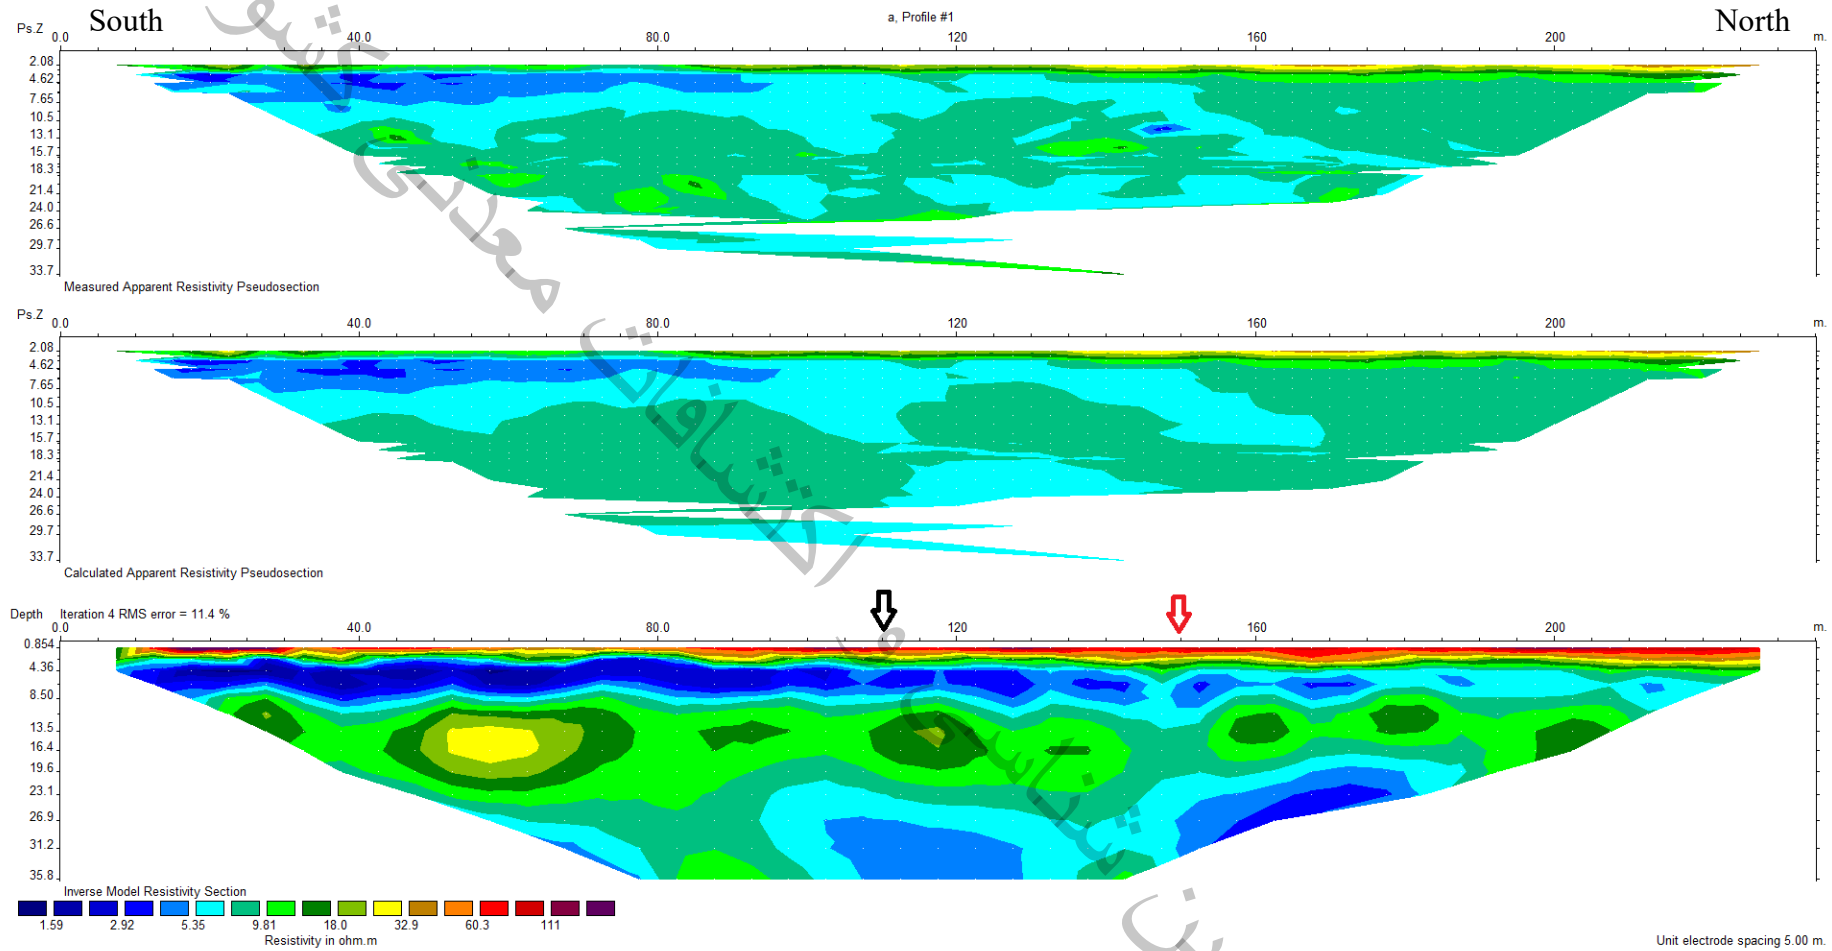 South
a, Profile #1
North
Ps.Z 0.0 40.0 80.0 120 160 200 m.
2.08
4.62
7.65
10.5
13.1
15.7
18.3
21.4
24.0
26.6
29.7
33.7
Measured Apparent Resistivity Pseudosection
Ps.Z 0.0 40.0 80.0 120 160 200 m.
2.08
4.62
7.65
10.5
13.1
15.7
18.3
21.4
24.0
26.6
29.7
33.7
Calculated Apparent Resistivity Pseudosection
Depth Iteration 4 RMS error = 11.4 %
0.0 40.0 80.0 120 160 200 m.
0.854
4.36
8.50
13.5
16.4
19.6
23.1
26.9
31.2
35.8
Inverse Model Resistivity Section
1.59 2.92 5.35 9.81 18.0 32.9 60.3 111
Resistivity in ohm.m
Unit electrode spacing 5.00 m.
اکتشافات معدنی